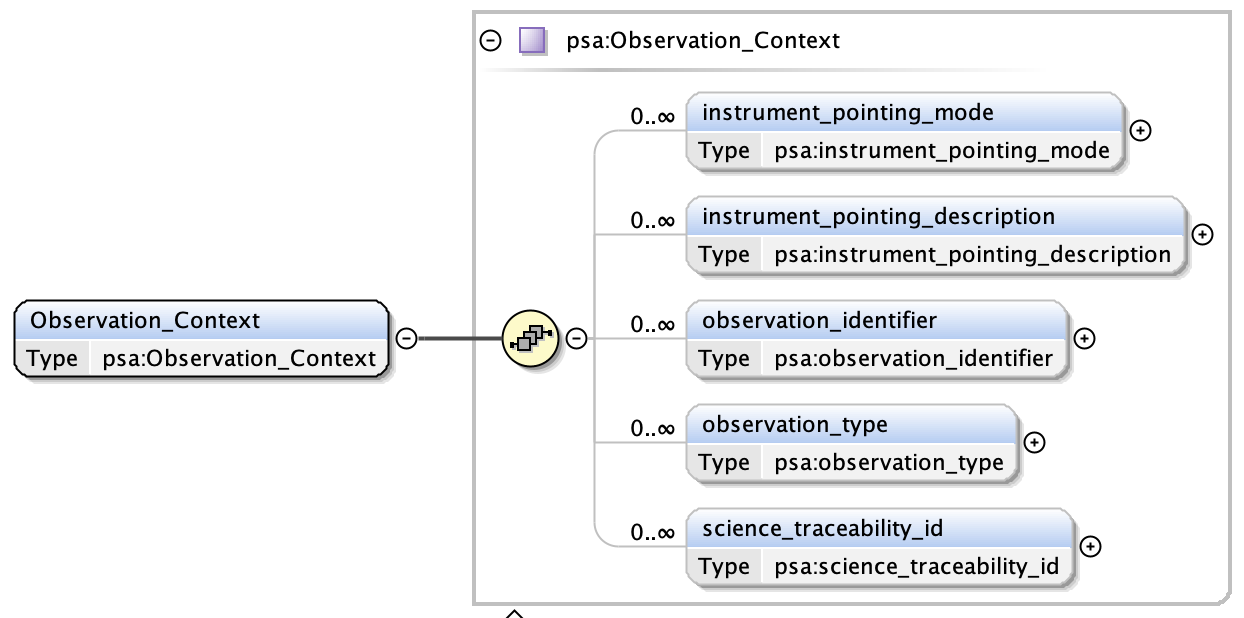 psa:Observation_Context
0..∞
instrument_pointing_mode
Type psa:instrument_pointing_mode
0..∞
instrument_pointing_description
Type psa:instrument_pointing_description
Observation_Context
Type psa:Observation_Context
0..∞
observation_identifier
Type psa:observation_identifier
0..∞
observation_type
Type psa:observation_type
0..∞
science_traceability_id
Type psa:science_traceability_id